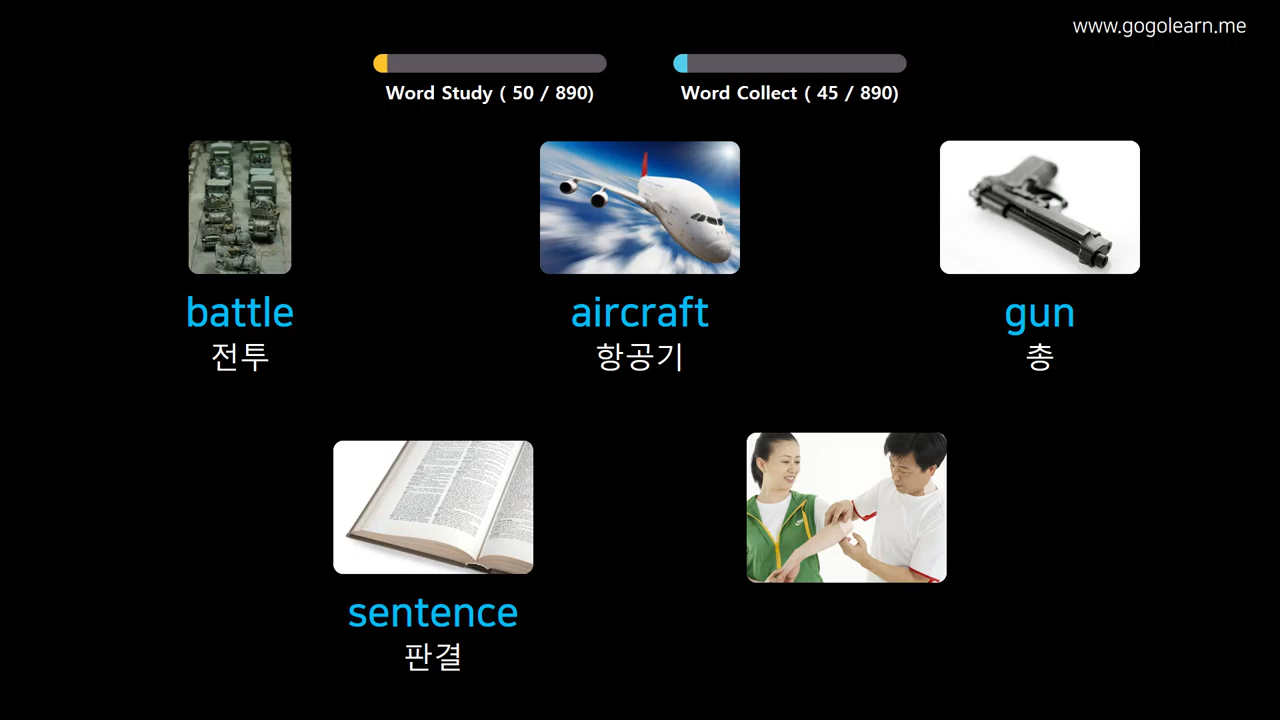 www.gogolearn.me
Word Study ( 50 / 890)
Word Collect ( 45 / 890)
battle
전투
aircraft
항공기
gun
총
sentence
판결